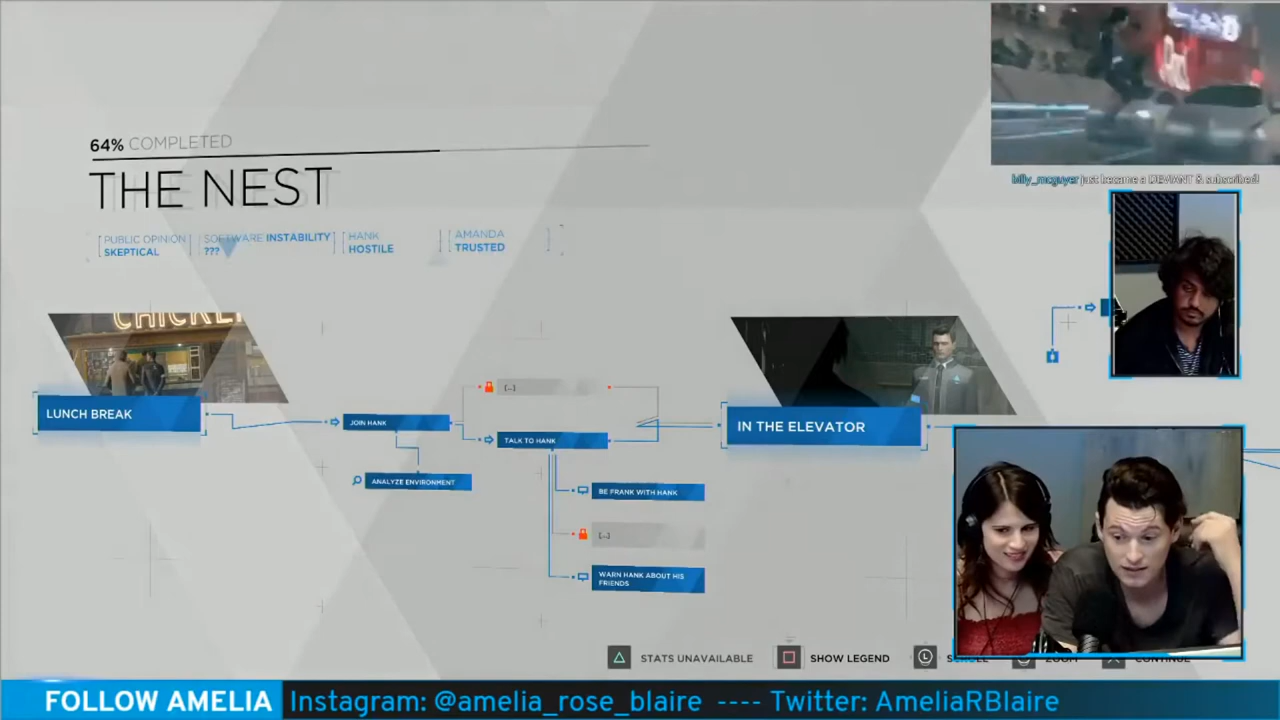 billy_mcguyer just became a DEVIANT & subscribed!
64% COMPLETED
THE NEST
PUBLIC OPINION
SKEPTICAL
SOFTWARE INSTABILITY
???
HANK
HOSTILE
AMANDA
TRUSTED
LUNCH BREAK
JOIN HANK
ANALYZE ENVIRONMENT
[...]
TALK TO HANK
BE FRANK WITH HANK
[...]
WARN HANK ABOUT HIS
FRIENDS
IN THE ELEVATOR
STATS UNAVAILABLE
SHOW LEGEND
FOLLOW AMELIA
Instagram: @amelia_rose_blaire ---- Twitter: AmeliaRBlaire